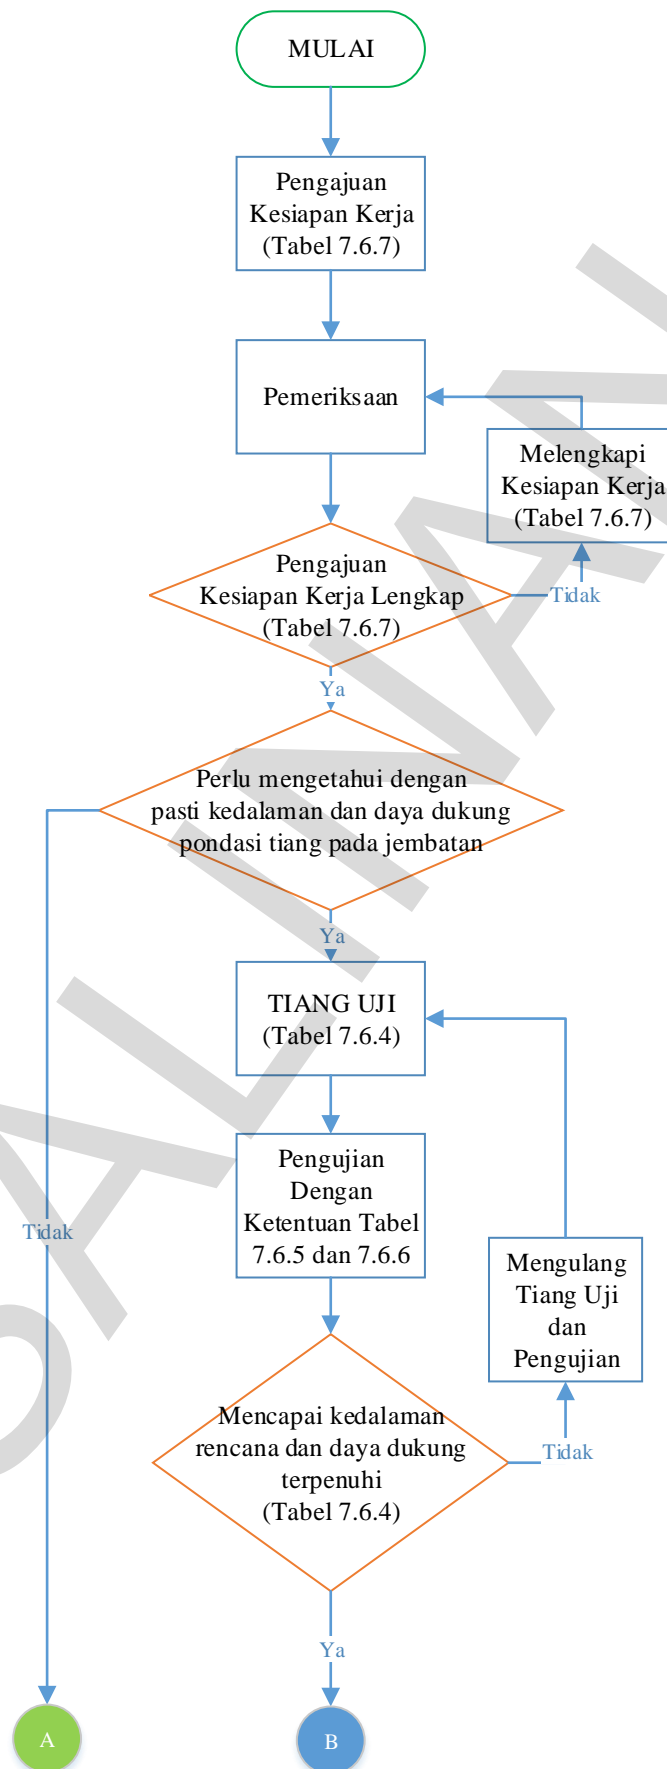 MULAI
Pengajuan
Kesiapan Kerja
(Tabel 7.6.7)
Pemeriksaan
Melengkapi
Kesiapan Kerja
(Tabel 7.6.7)
Pengajuan
Kesiapan Kerja Lengkap
(Tabel 7.6.7)
Tidak
Ya
Perlu mengetahui dengan
pasti kedalaman dan daya dukung
pondasi tiang pada jembatan
Ya
TIANG UJI
(Tabel 7.6.4)
Pengujian
Dengan
Ketentuan Tabel
7.6.5 dan 7.6.6
Tidak
Mengulang
Tiang Uji
dan
Pengujian
Mencapai kedalaman
rencana dan daya dukung
terpenuhi
(Tabel 7.6.4)
Tidak
Ya
A
B
SALINAN